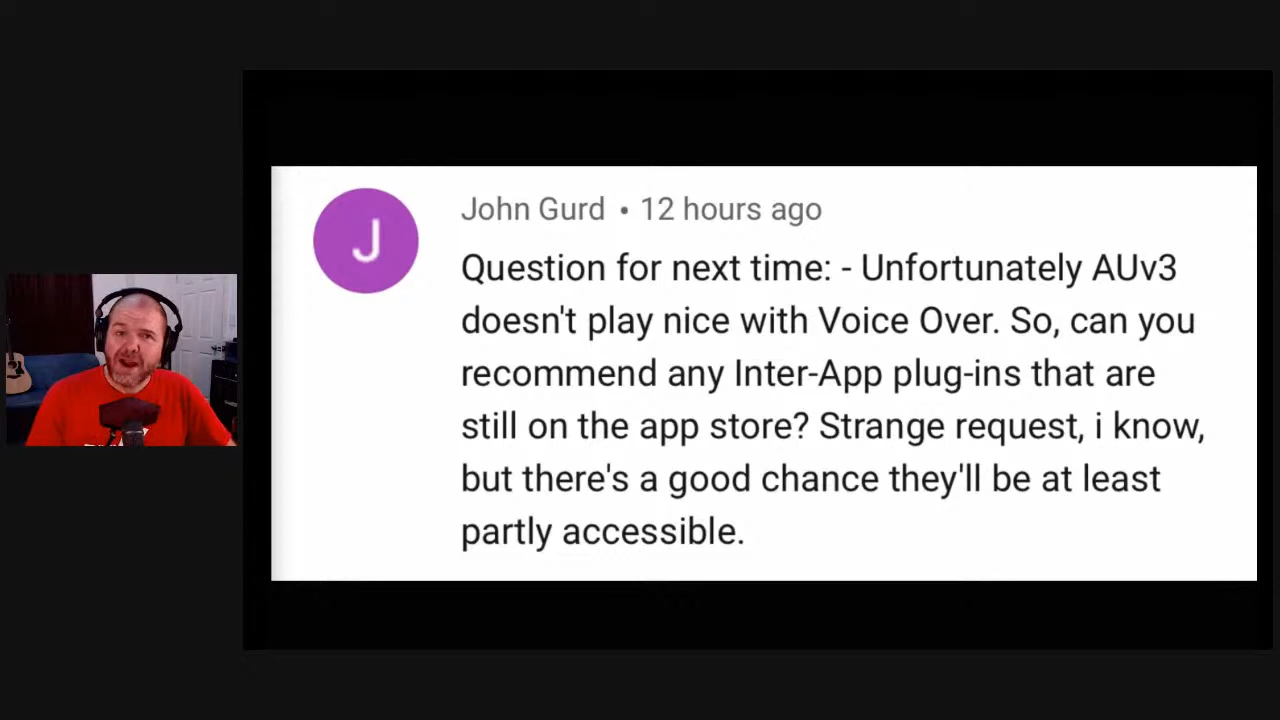 J
John Gurd • 12 hours ago
Question for next time: - Unfortunately AUv3
doesn't play nice with Voice Over. So, can you
recommend any Inter-App plug-ins that are
still on the app store? Strange request, i know,
but there's a good chance they'll be at least
partly accessible.